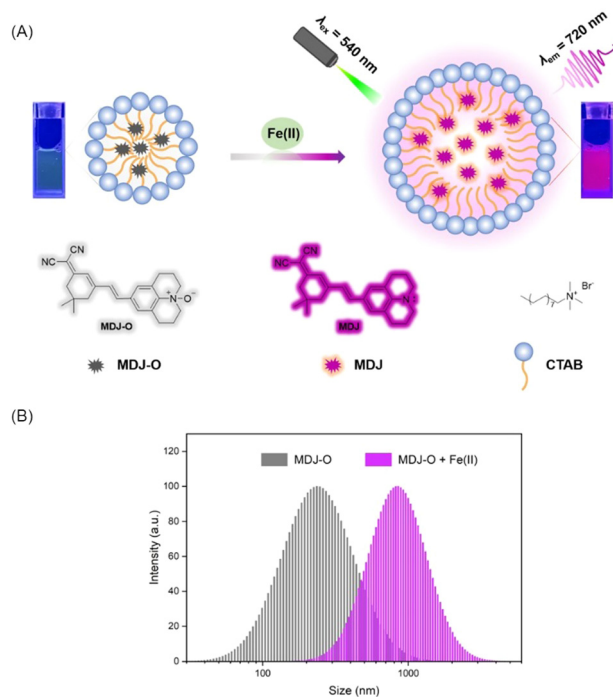 (A)
λex = 540 nm
λem = 720 nm
Fe(II)
CN
NC
N+
O−
MDJ-O
CN
NC
N
MDJ
Br−
N+
7
MDJ-O
MDJ
CTAB
(B)
MDJ-O
MDJ-O + Fe(II)
120
100
80
60
40
20
0
Intensity (a.u.)
100
1000
Size (nm)